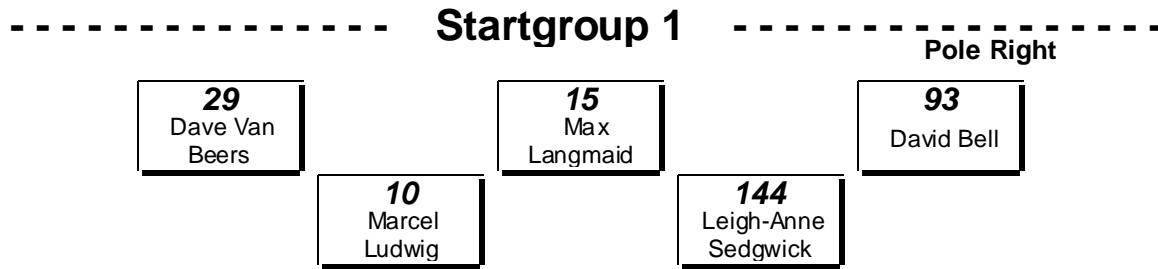 Startgroup 1
Pole Right
29
Dave Van
Beers
15
Max
Langmaid
93
David Bell
10
Marcel
Ludwig
144
Leigh-Anne
Sedgwick